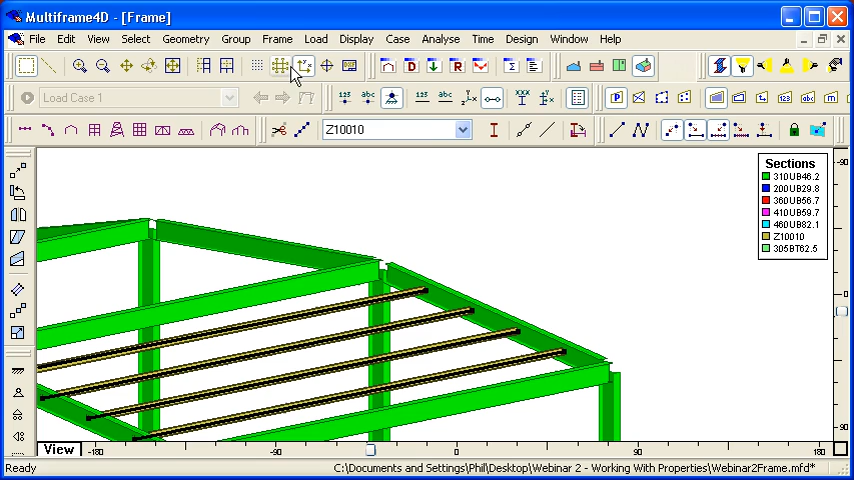 Multiframe4D - [Frame]
File Edit View Select Geometry Group Frame Load Display Case Analyse Time Design Window Help
Load Case 1
Z10010
Sections
310UB46.2
200UB29.8
360UB56.7
410UB59.7
460UB82.1
Z10010
305BT62.5
-90
0
90
View
-180 -90 0 180
Ready C:\Documents and Settings\Phil\Desktop\Webinar 2 - Working With Properties\Webinar2Frame.mfd*